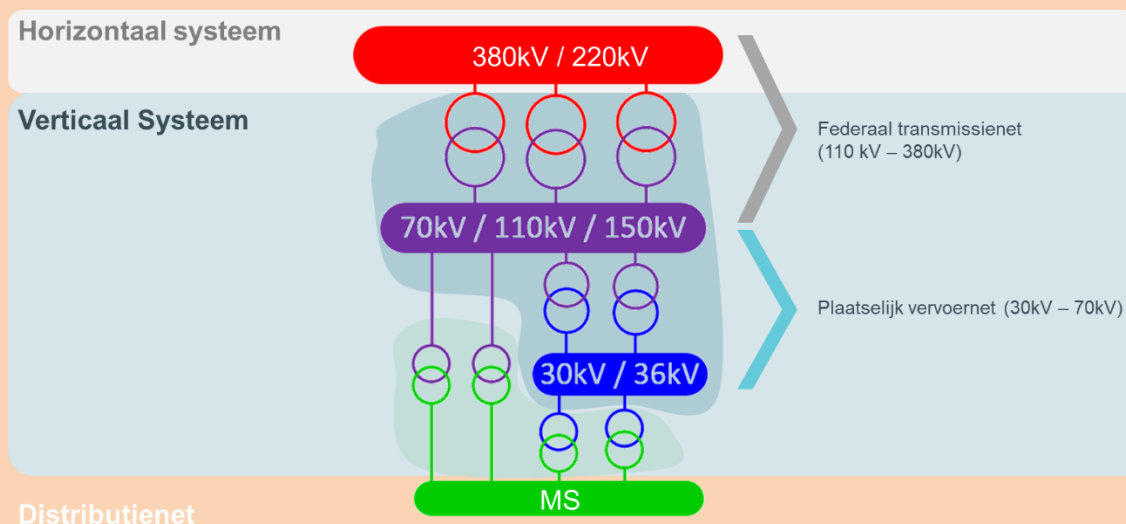 Horizontaal systeem
380kV / 220kV
Verticaal Systeem
Federaal transmissienet
(110 kV – 380kV)
70kV / 110kV / 150kV
Plaatselijk vervoernet (30kV – 70kV)
30kV / 36kV
MS
Distributienet